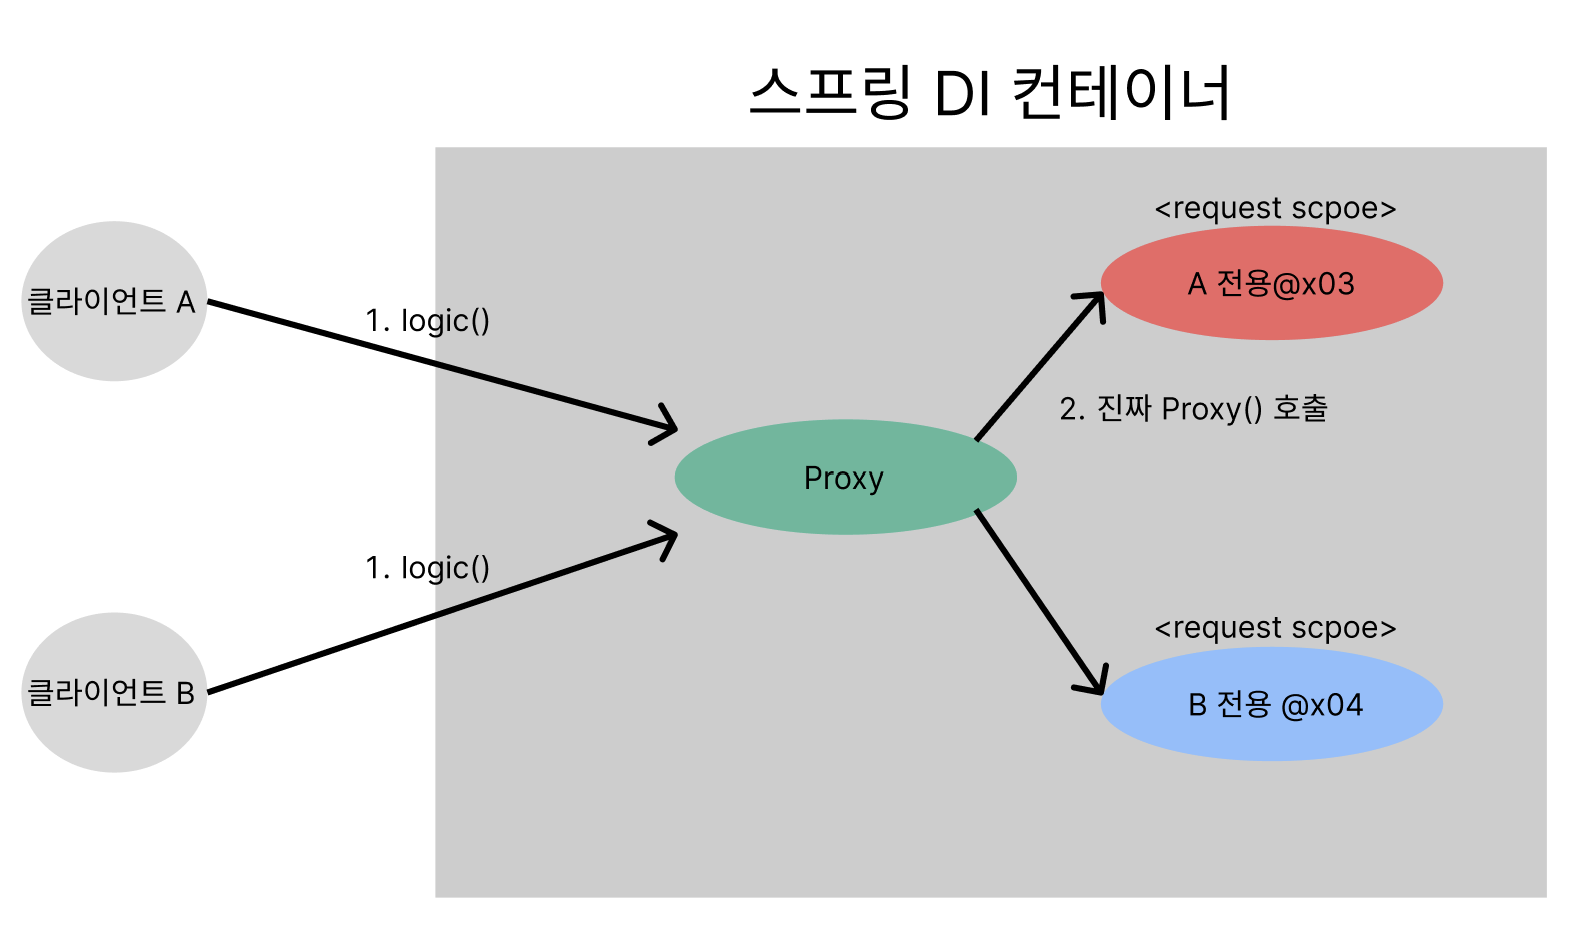 스프링 DI 컨테이너
<request scpoe>
A 전용@x03
클라이언트 A
1. logic()
2. 진짜 Proxy() 호출
Proxy
1. logic()
<request scpoe>
클라이언트 B
B 전용 @x04